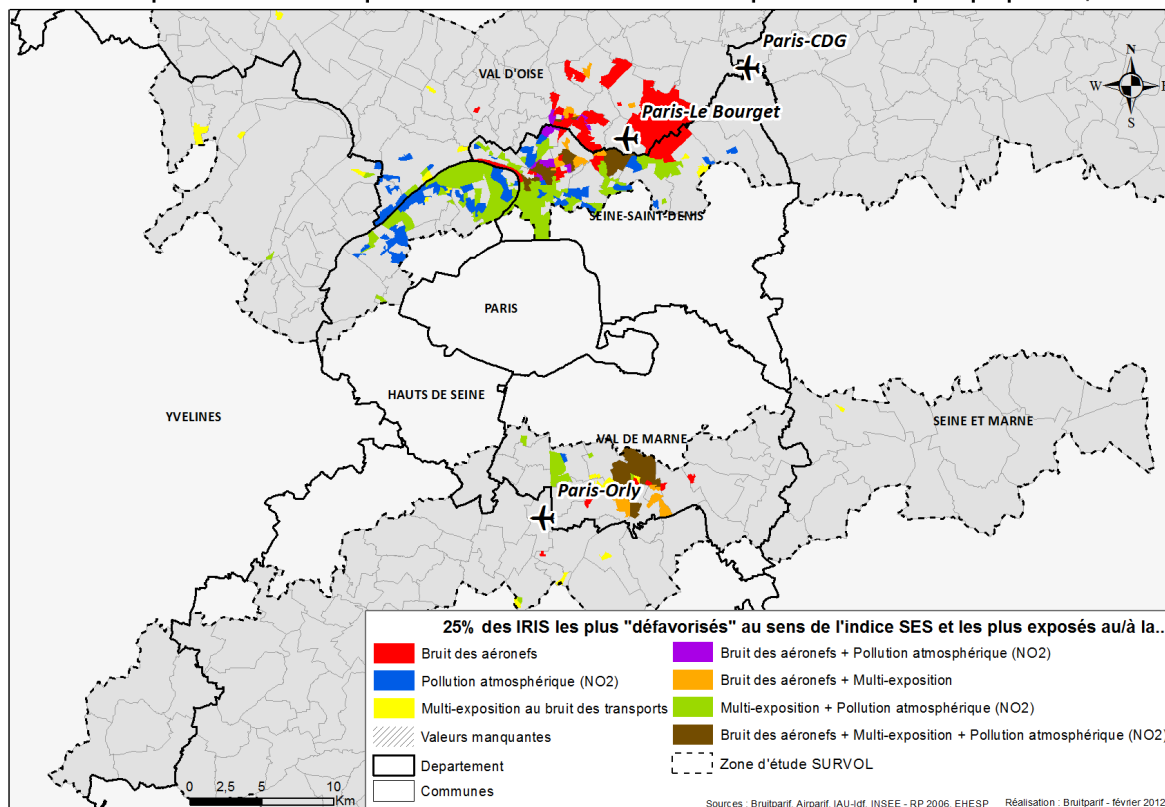 Paris-CDG
N
VAL D'OISE
W
E
Paris-Le Bourget
S
SEINE-SAINT-DENIS
PARIS
HAUTS DE SEINE
YVELINES
SEINE ET MARNE
VAL DE MARNE
Paris-Orly
25% des IRIS les plus "défavorisés" au sens de l'indice SES et les plus exposés au/à la..
Bruit des aéronefs
Bruit des aéronefs + Pollution atmosphérique (NO2)
Pollution atmosphérique (NO2)
Bruit des aéronefs + Multi-exposition
Multi-exposition au bruit des transports
Multi-exposition + Pollution atmosphérique (NO2)
Valeurs manquantes
Bruit des aéronefs + Multi-exposition + Pollution atmosphérique (NO2)
Departement
Zone d'étude SURVOL
Communes
0 2,5 5 10
Km
Sources : Bruitparif, Airparif, IAU-Idf, INSEE - RP 2006, EHESP Réalisation : Bruitparif - février 2012